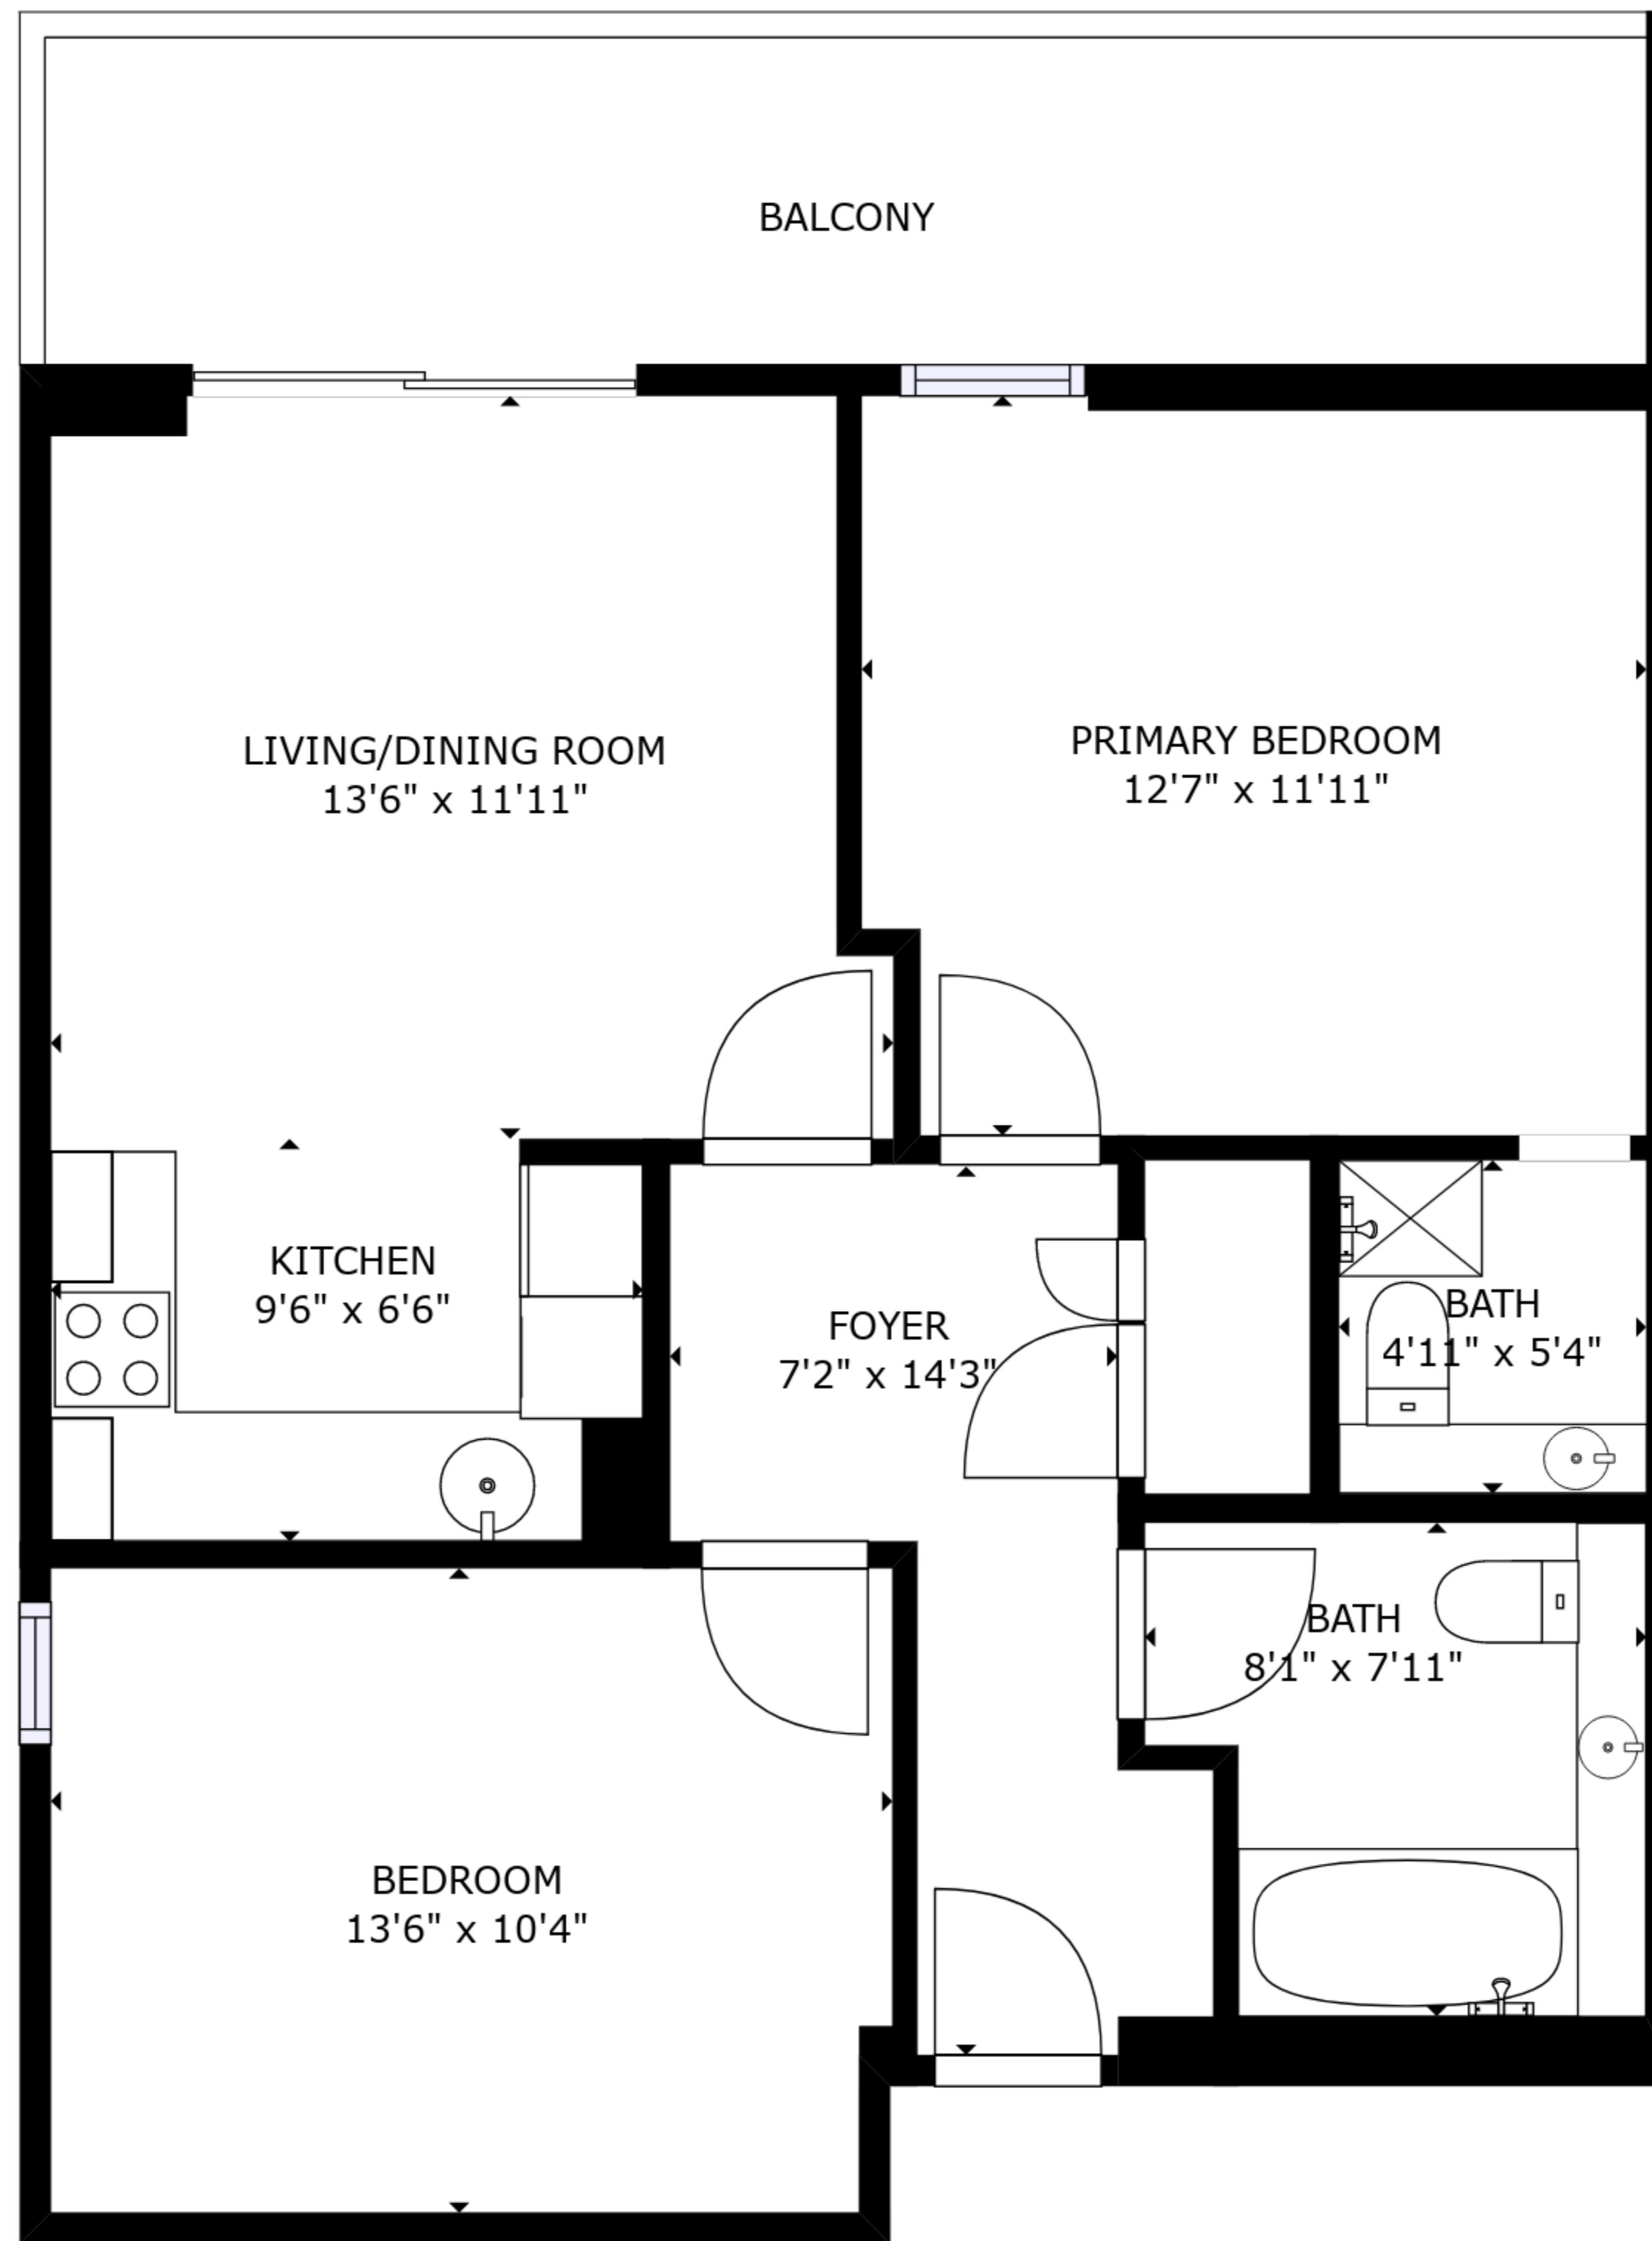 BALCONY
LIVING/DINING ROOM
13'6" x 11'11"
PRIMARY BEDROOM
12'7" x 11'11"
KITCHEN
9'6" x 6'6"
FOYER
7'2" x 14'3"
BATH
4'11" x 5'4"
BATH
8'1" x 7'11"
BEDROOM
13'6" x 10'4"